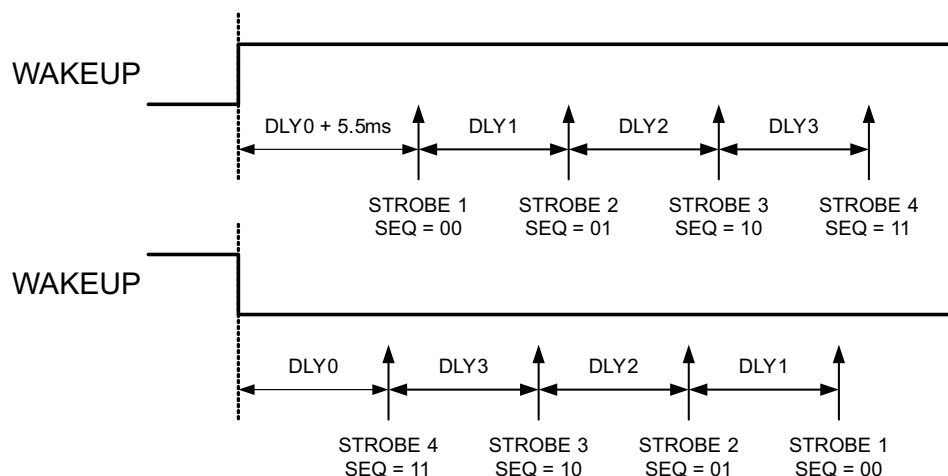 WAKEUP
DLY0 + 5.5ms DLY1 DLY2 DLY3
STROBE 1 STROBE 2 STROBE 3 STROBE 4
SEQ = 00 SEQ = 01 SEQ = 10 SEQ = 11
WAKEUP
DLY0 DLY3 DLY2 DLY1
STROBE 4 STROBE 3 STROBE 2 STROBE 1
SEQ = 11 SEQ = 10 SEQ = 01 SEQ = 00